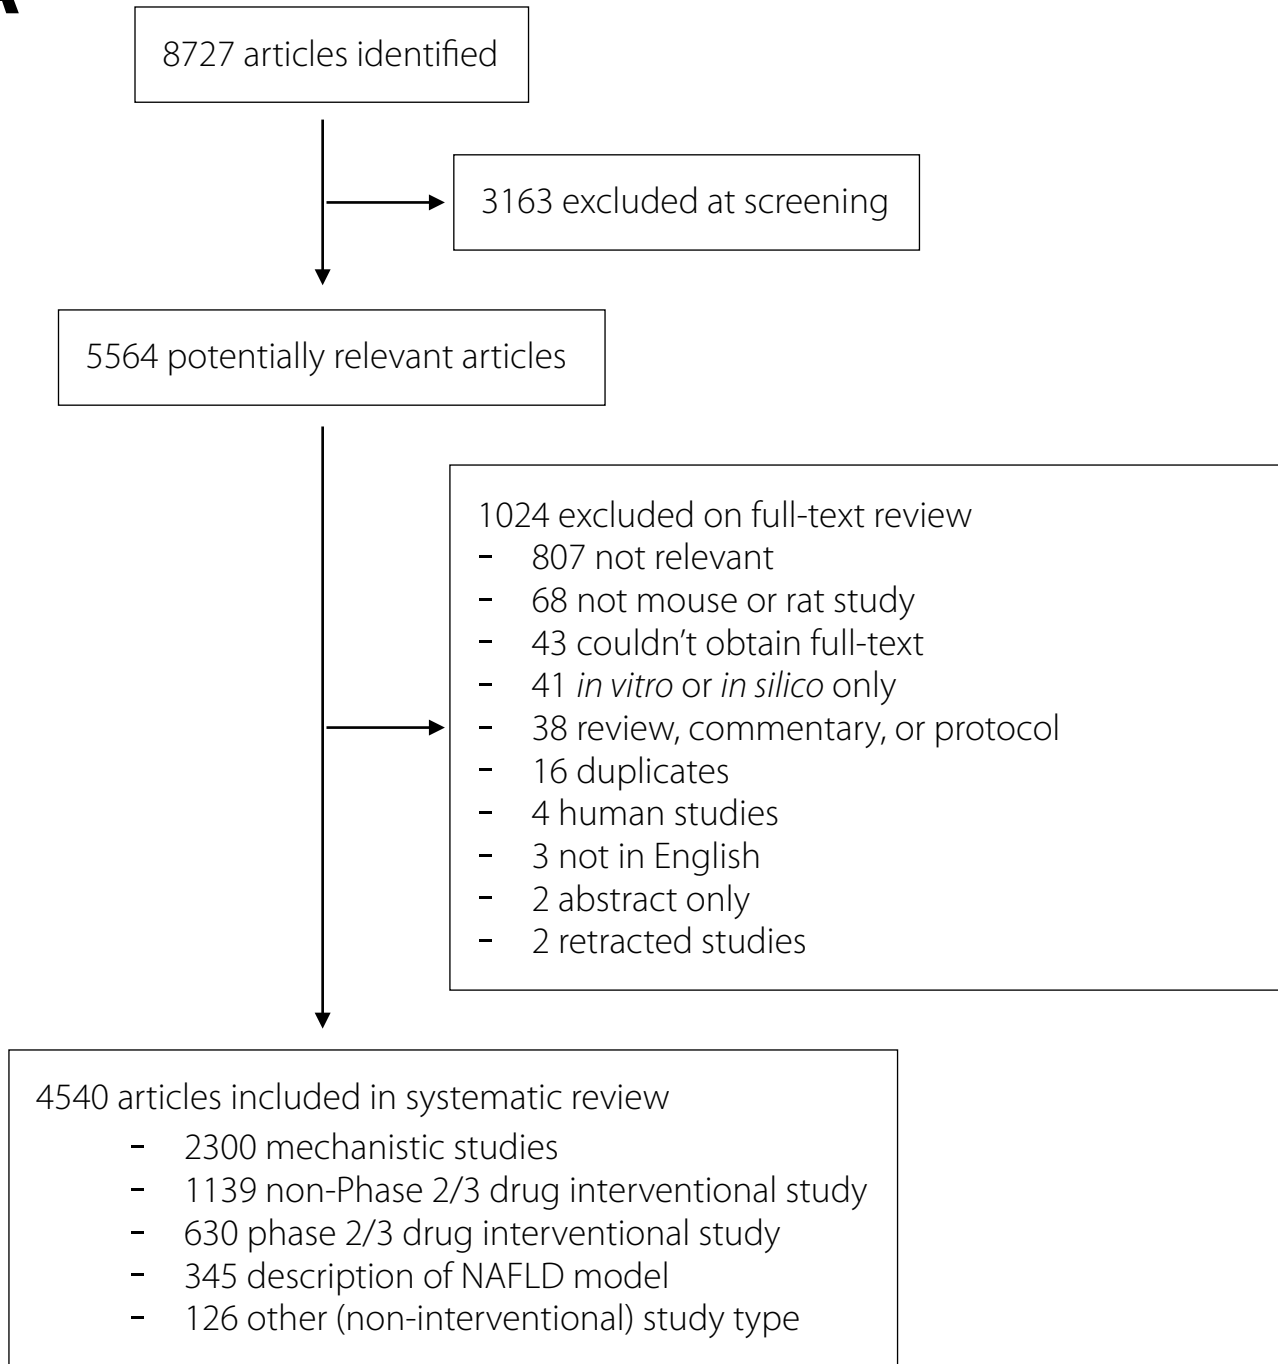 8727 articles identified
3163 excluded at screening
5564 potentially relevant articles
1024 excluded on full-text review
- 807 not relevant
- 68 not mouse or rat study
- 43 couldn't obtain full-text
- 41 in vitro or in silico only
- 38 review, commentary, or protocol
- 16 duplicates
- 4 human studies
- 3 not in English
- 2 abstract only
- 2 retracted studies
4540 articles included in systematic review
- 2300 mechanistic studies
- 1139 non-Phase 2/3 drug interventional study
- 630 phase 2/3 drug interventional study
- 345 description of NAFLD model
- 126 other (non-interventional) study type